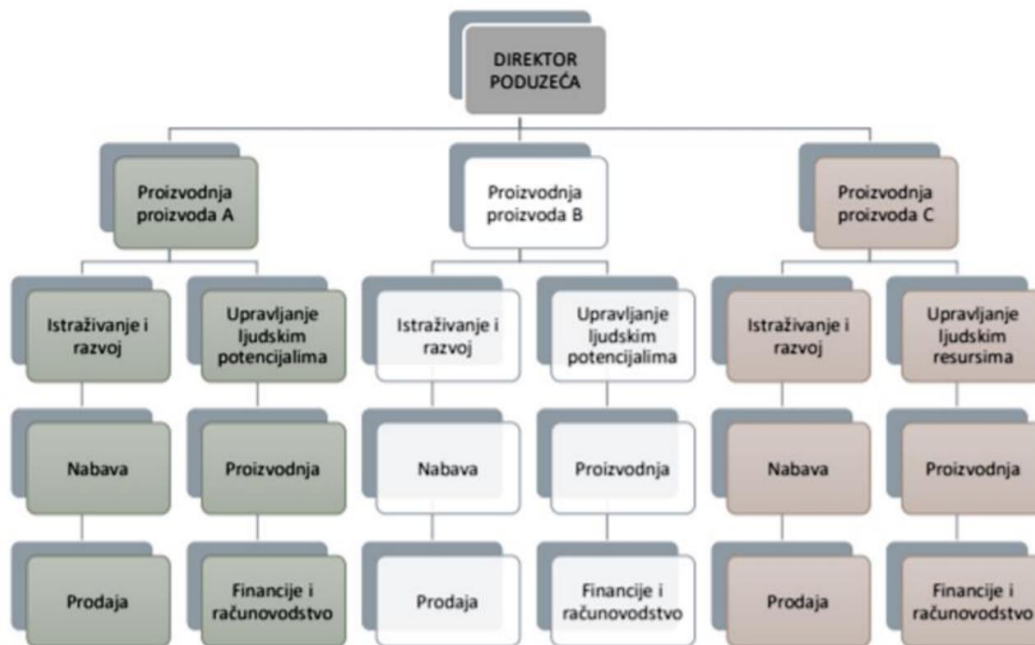 DIREKTOR
PODUZEĆA
Proizvodnja
proizvoda A
Proizvodnja
proizvoda B
Proizvodnja
proizvoda C
Istraživanje i
razvoj
Upravljanje
ljudskim
potencijalima
Istraživanje i
razvoj
Upravljanje
ljudskim
potencijalima
Istraživanje i
razvoj
Upravljanje
ljudskim
resursima
Nabava
Proizvodnja
Nabava
Proizvodnja
Nabava
Proizvodnja
Prodaja
Financije i
računovodstvo
Prodaja
Financije i
računovodstvo
Prodaja
Financije i
računovodstvo